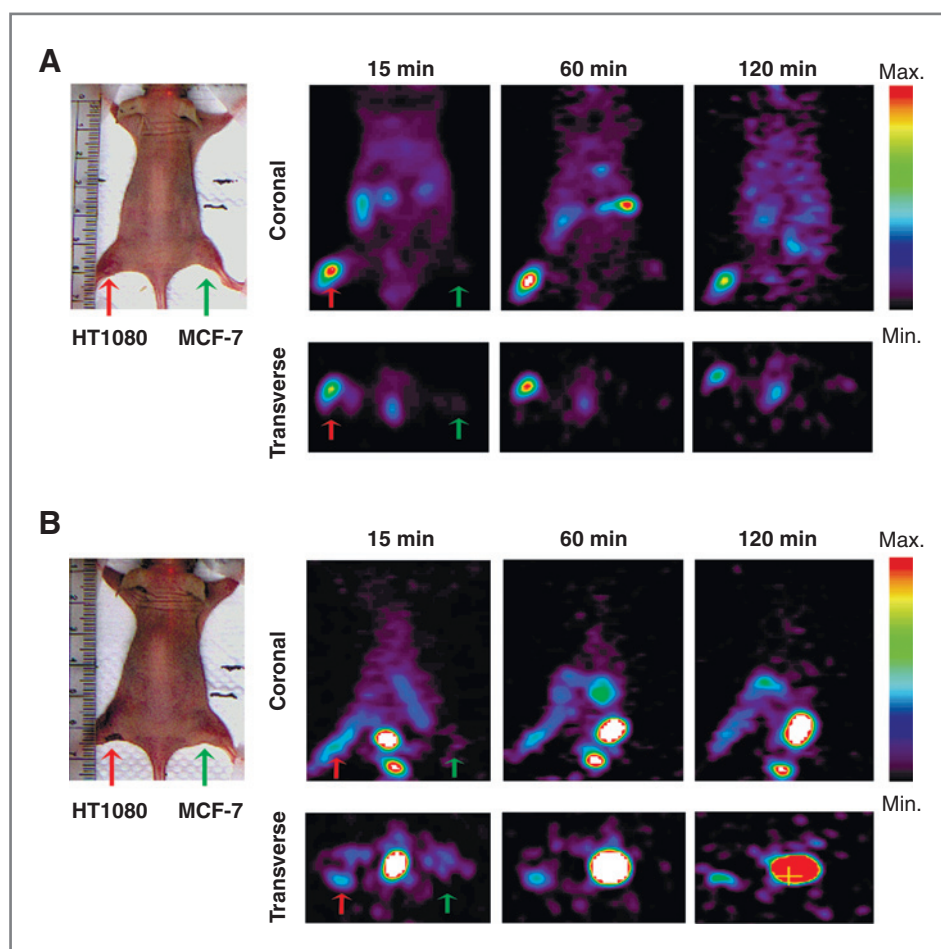 A
15 min 60 min 120 min
Max.
Coronal
HT1080 MCF-7
Min.
Transverse
B
15 min 60 min 120 min
Max.
Coronal
HT1080 MCF-7
Min.
Transverse